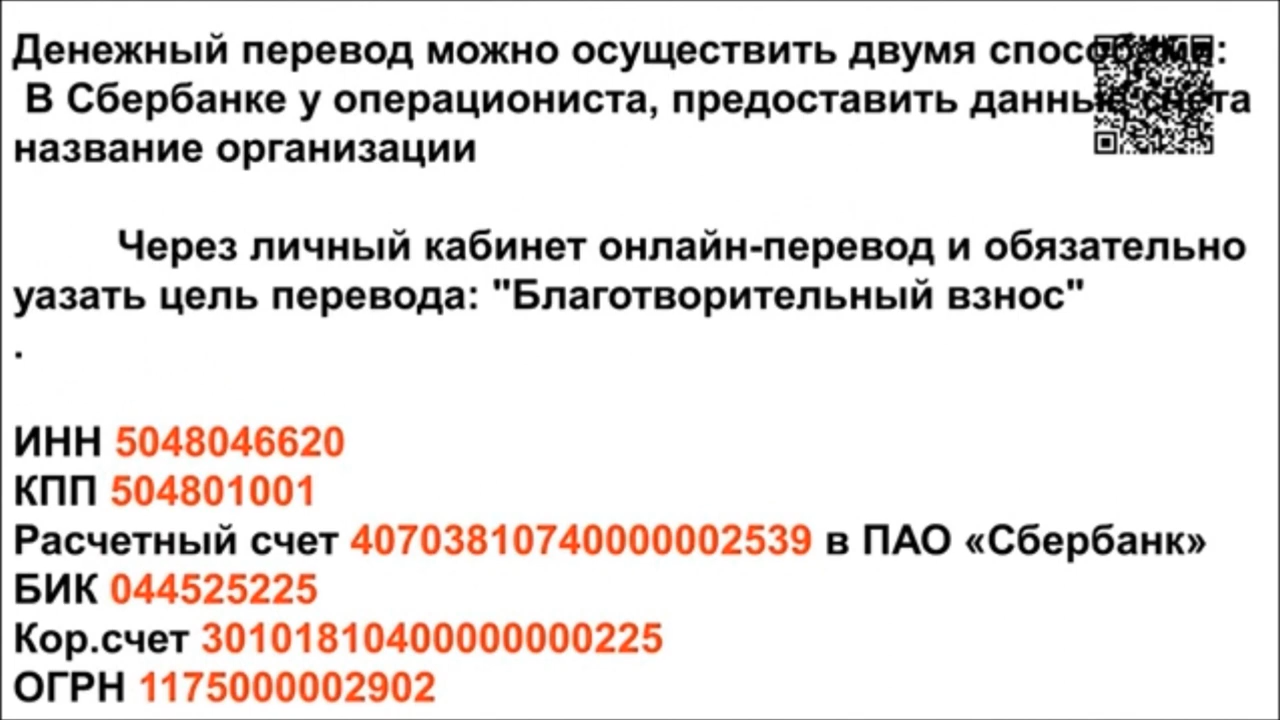 Денежный перевод можно осуществить двумя способами:
В Сбербанке у операциониста, предоставить данные счета
название организации
Через личный кабинет онлайн-перевод и обязательно
уазать цель перевода: "Благотворительный взнос"
.
ИНН 5048046620
КПП 504801001
Расчетный счет 40703810740000002539 в ПАО «Сбербанк»
БИК 044525225
Кор.счет 30101810400000000225
ОГРН 1175000002902